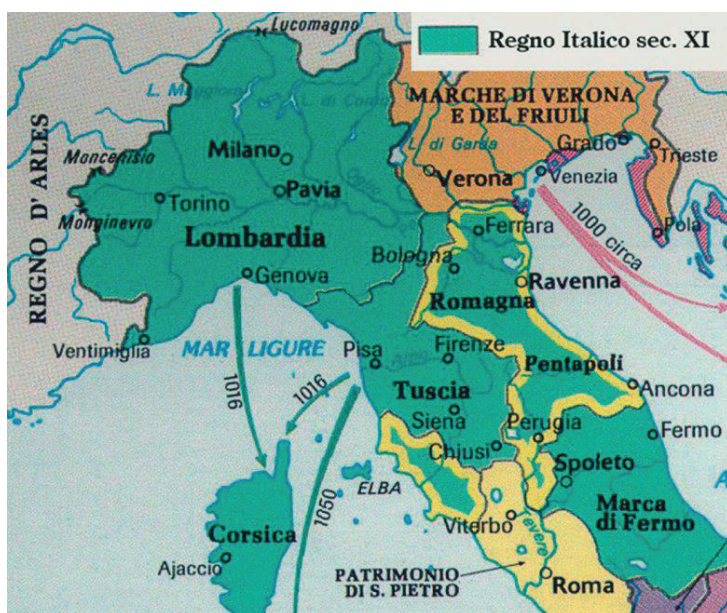 Lucomagno
Regno Italico sec. XI
L. Maggiore
L. di Como
MARCHE DI VERONA
E DEL FRIULI
L. di Garda
Grado
Trieste
Milano
Moncenisio
Verona
Venezia
Pavia
Torino
Monginevro
REGNO D' ARLES
Pola
1000 circa
Lombardia
Ferrara
Bologna
Genova
Ravenna
Romagna
Ventimiglia
MAR LIGURE
Pisa
Arno
Firenze
Pentapoli
1016
1016
Tuscia
Ancona
Siena
Perugia
Fermo
Chiusi
Spoleto
ELBA
1050
Marca
di Fermo
Corsica
Viterbo
Tevere
Ajaccio
PATRIMONIO
DI S. PIETRO
Roma